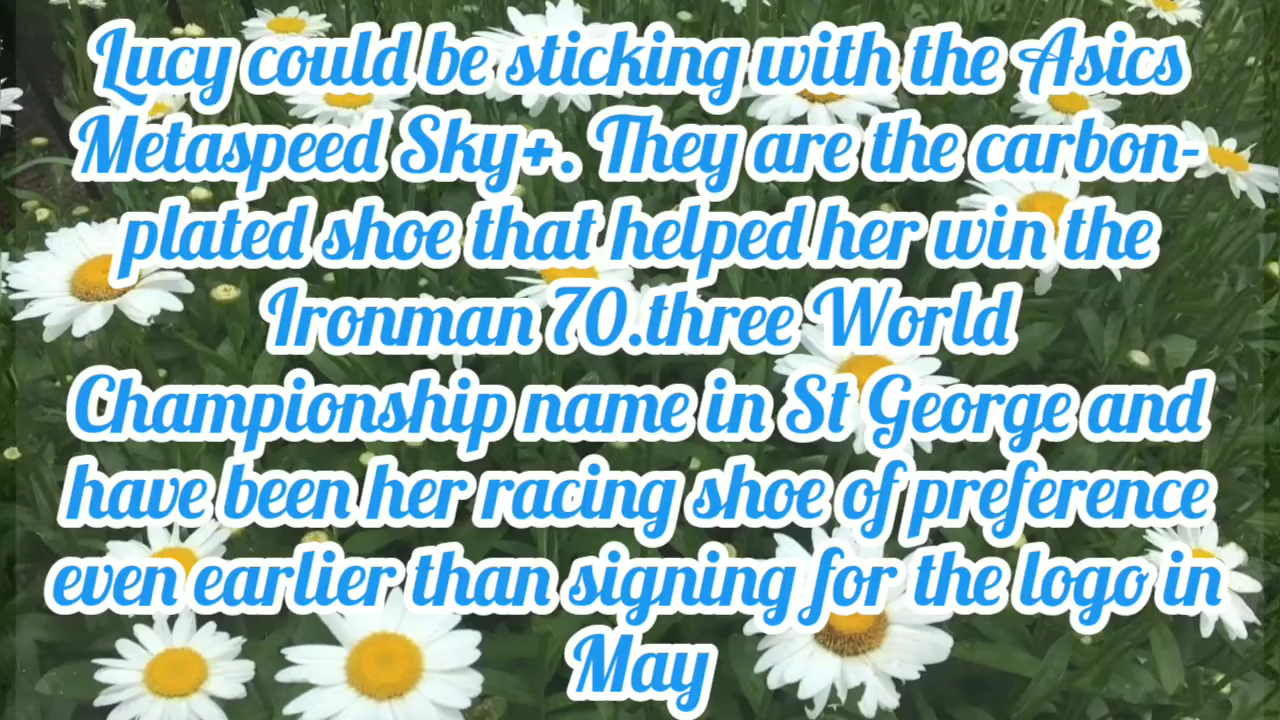 Lucy could be sticking with the Asics
Metaspeed Sky+. They are the carbon-
plated shoe that helped her win the
Ironman 70.three World
Championship name in St George and
have been her racing shoe of preference
even earlier than signing for the logo in
May